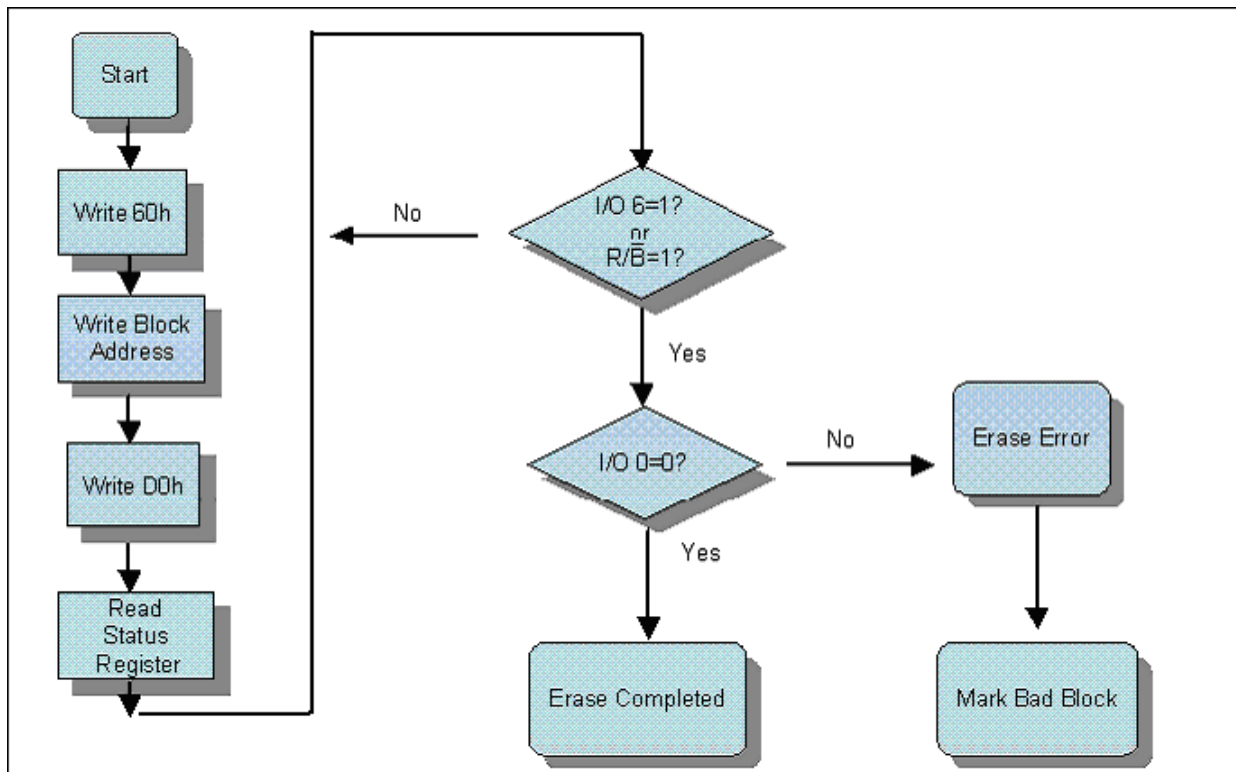 Start
Write 60h
Write Block
Address
Write D0h
Read
Status
Register
I/O 6=1?
or
R/B̅=1?
No
Yes
I/O 0=0?
No
Yes
Erase Error
Erase Completed
Mark Bad Block